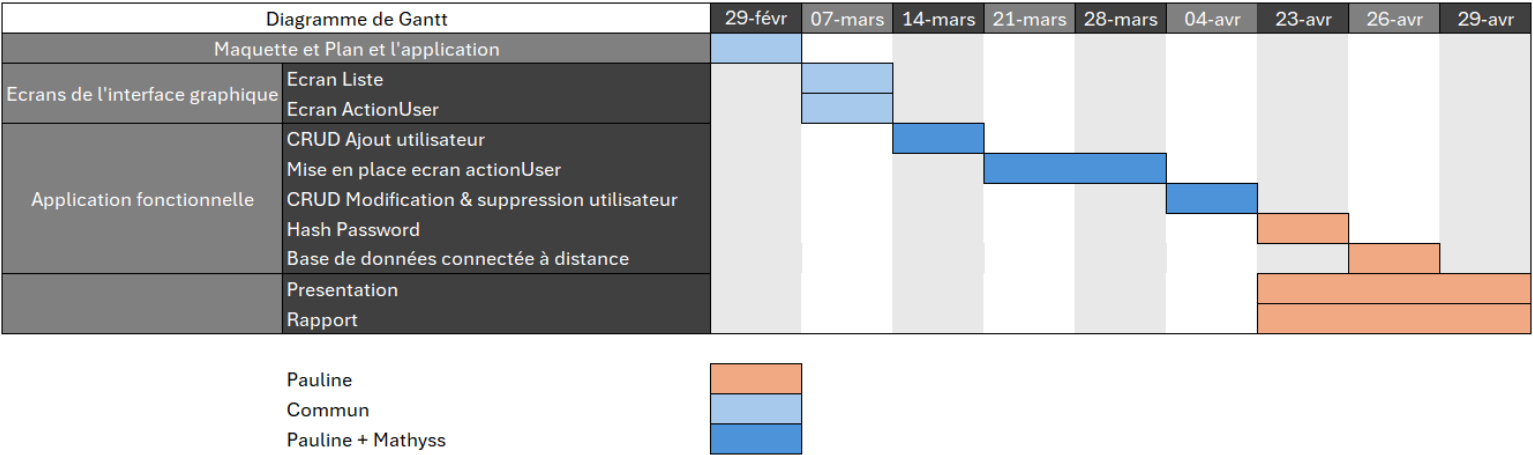 Diagramme de Gantt 29-févr 07-mars 14-mars 21-mars 28-mars 04-avr 23-avr 26-avr 29-avr
Maquette et Plan et l'application
Ecrans de l'interface graphique
Ecran Liste
Ecran ActionUser
Application fonctionnelle
CRUD Ajout utilisateur
Mise en place ecran actionUser
CRUD Modification & suppression utilisateur
Hash Password
Base de données connectée à distance
Presentation
Rapport
Pauline
Commun
Pauline + Mathyss